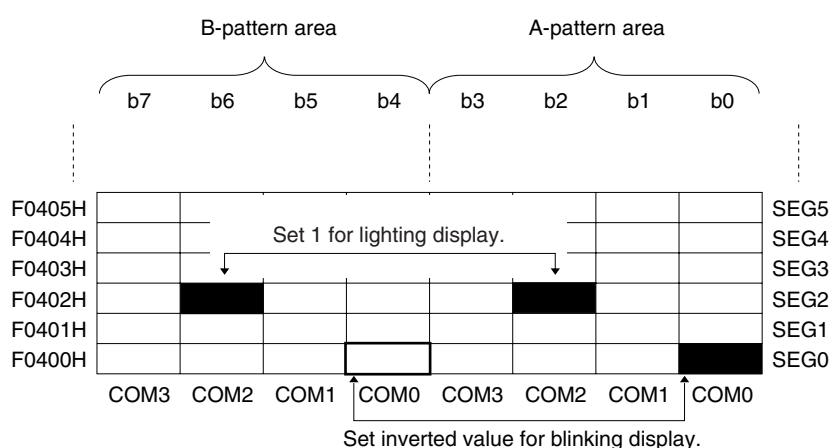 B-pattern area A-pattern area
b7 b6 b5 b4 b3 b2 b1 b0
F0405H SEG5
F0404H Set 1 for lighting display. SEG4
F0403H SEG3
F0402H SEG2
F0401H SEG1
F0400H SEG0
COM3 COM2 COM1 COM0 COM3 COM2 COM1 COM0
Set inverted value for blinking display.